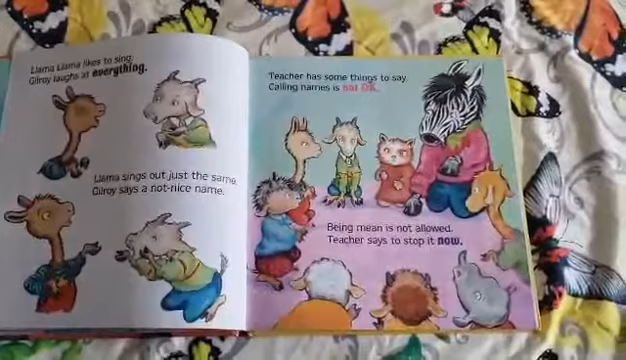 Llama Llama likes to sing.
Gilroy laughs at everything.
Llama sings out just the same.
Gilroy says a not-nice name.
Teacher has some things to say.
Calling names is not OK.
Being mean is not allowed.
Teacher says to stop it now.